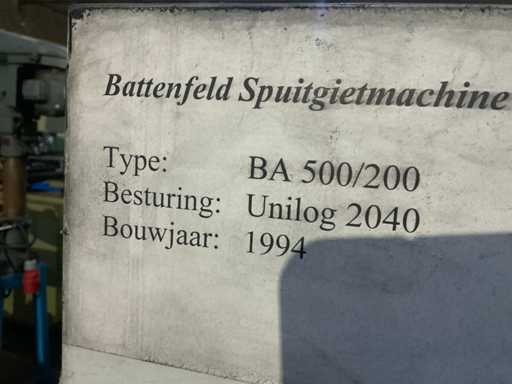 Battenfeld Spuitgietmachine
Type: BA 500/200
Besturing: Unilog 2040
Bouwjaar: 1994